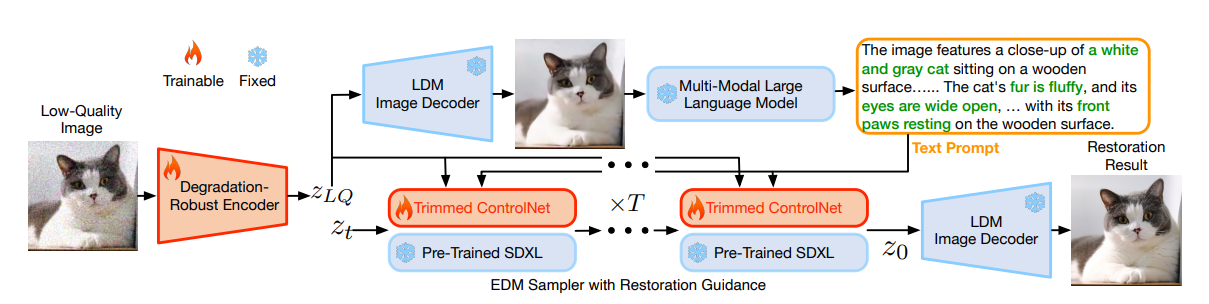 Trainable
Fixed
Low-Quality
Image
Degradation-
Robust Encoder
z_{LQ}
z_t
LDM
Image Decoder
Multi-Modal Large
Language Model
The image features a close-up of a white
and gray cat sitting on a wooden
surface...... The cat's fur is fluffy, and its
eyes are wide open, ... with its front
paws resting on the wooden surface.
Text Prompt
Trimmed ControlNet
Pre-Trained SDXL
×T
Trimmed ControlNet
Pre-Trained SDXL
z_0
LDM
Image Decoder
Restoration
Result
EDM Sampler with Restoration Guidance